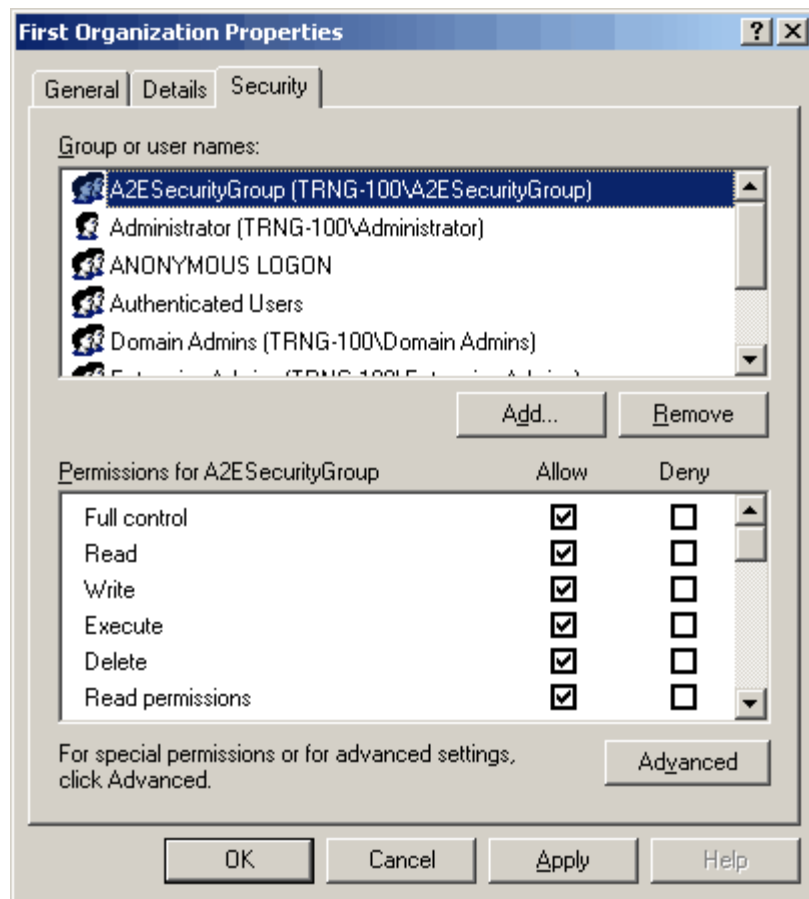 First Organization Properties
General Details Security
Group or user names:
A2ESecurityGroup (TRNG-100\A2ESecurityGroup)
Administrator (TRNG-100\Administrator)
ANONYMOUS LOGON
Authenticated Users
Domain Admins (TRNG-100\Domain Admins)
Add... Remove
Permissions for A2ESecurityGroup Allow Deny
Full control
Read
Write
Execute
Delete
Read permissions
For special permissions or for advanced settings,
click Advanced.
Advanced
OK Cancel Apply Help